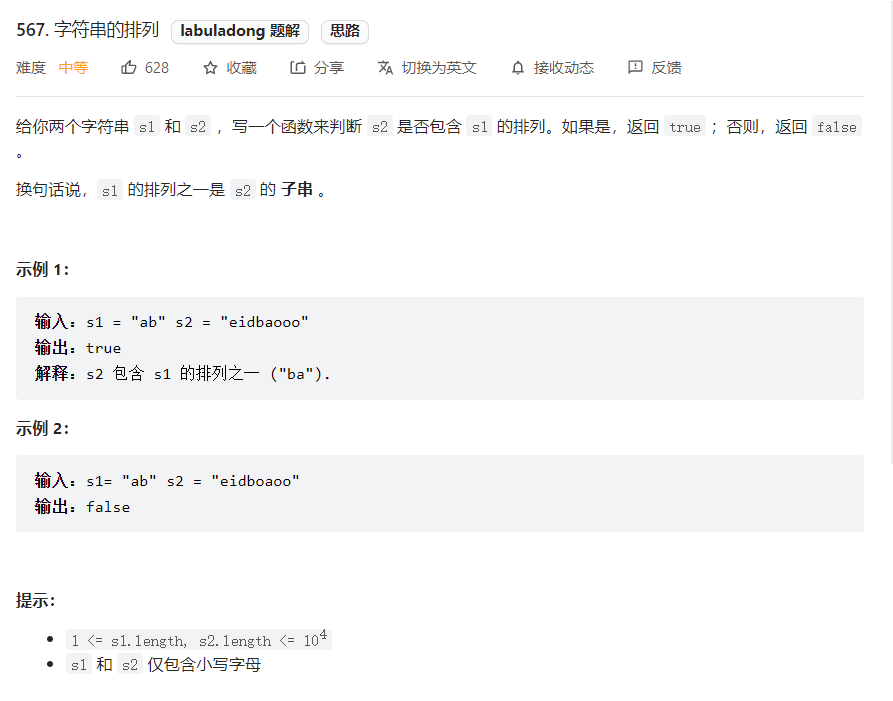 567. 字符串的排列 labuladong 题解 思路
难度 中等 628 收藏 分享 切换为英文 接收动态 反馈
给你两个字符串 s1 和 s2 ，写一个函数来判断 s2 是否包含 s1 的排列。如果是，返回 true ；否则，返回 false
。
换句话说，s1 的排列之一是 s2 的 子串 。
示例 1：
输入：s1 = "ab" s2 = "eidbaooo"
输出：true
解释：s2 包含 s1 的排列之一 ("ba").
示例 2：
输入：s1= "ab" s2 = "eidboaoo"
输出：false
提示：
• 1 <= s1.length, s2.length <= 10⁴
• s1 和 s2 仅包含小写字母